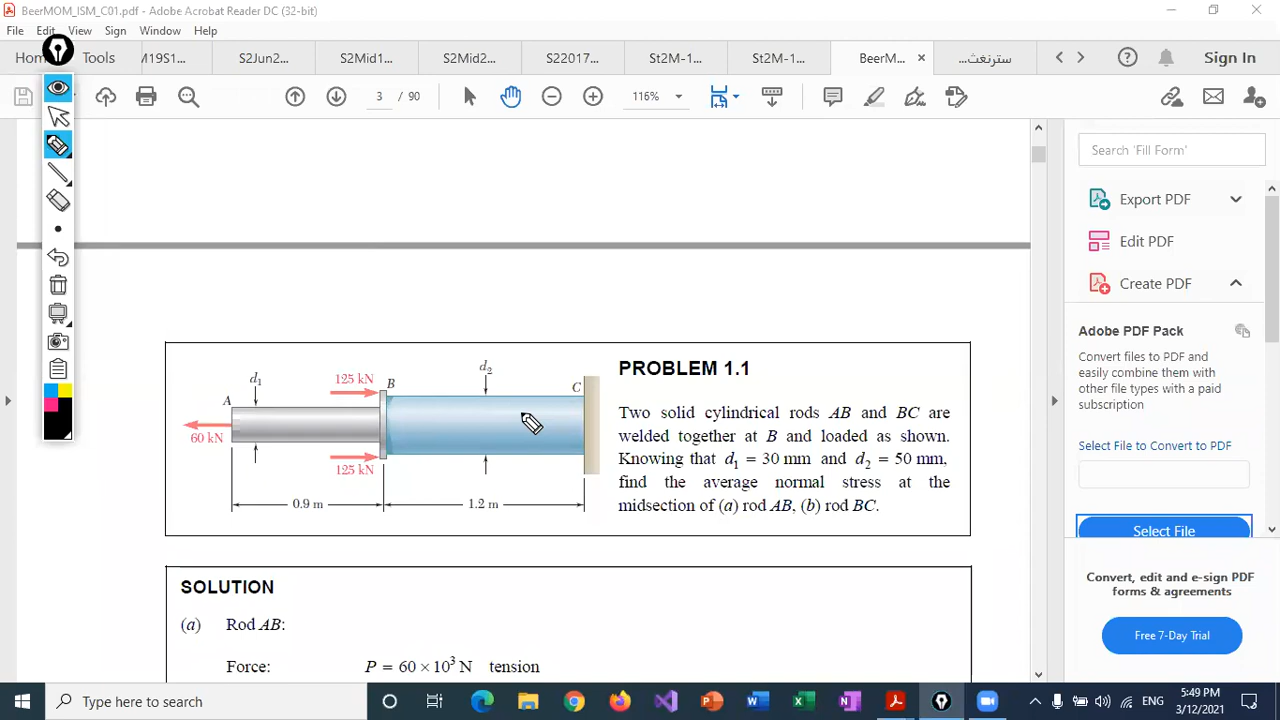 BeerMOM_ISM_C01.pdf - Adobe Acrobat Reader DC (32-bit)
File Edit View Sign Window Help
Hom Tools M19S1... S2Jun2... S2Mid1... S2Mid2... S22017... St2M-1... St2M-1... BeerM... × ...سترنغث Sign In
3 / 90 116%
Search 'Fill Form'
Export PDF
Edit PDF
Create PDF
Adobe PDF Pack
Convert files to PDF and
easily combine them with
other file types with a paid
subscription
Select File to Convert to PDF
Select File
Convert, edit and e-sign PDF
forms & agreements
Free 7-Day Trial
d₁
A
60 kN
125 kN
B
125 kN
d₂
C
0.9 m
1.2 m
PROBLEM 1.1
Two solid cylindrical rods AB and BC are
welded together at B and loaded as shown.
Knowing that d₁ = 30 mm and d₂ = 50 mm,
find the average normal stress at the
midsection of (a) rod AB, (b) rod BC.
SOLUTION
(a) Rod AB:
Force: P = 60 × 10³ N tension
Type here to search
ENG
5:49 PM
3/12/2021